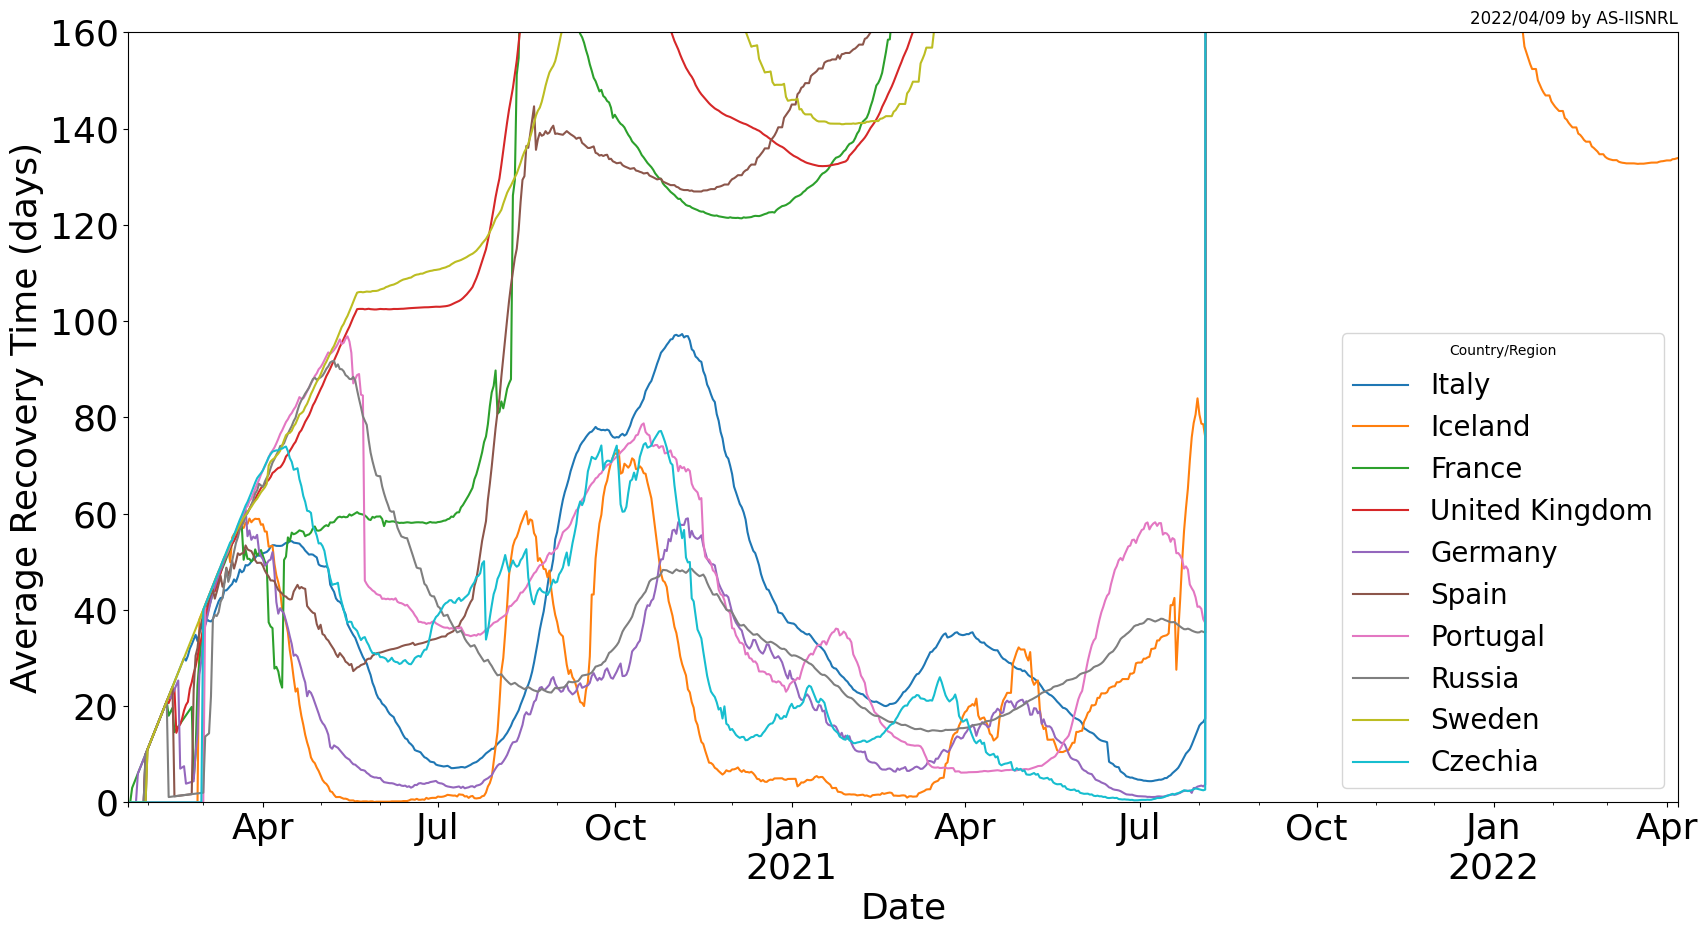 2022/04/09 by AS-IISNRL
160
140
120
100
80
60
40
20
0
Average Recovery Time (days)
Country/Region
Italy
Iceland
France
United Kingdom
Germany
Spain
Portugal
Russia
Sweden
Czechia
Apr Jul Oct Jan Apr Jul Oct Jan Apr
2021 2022
Date